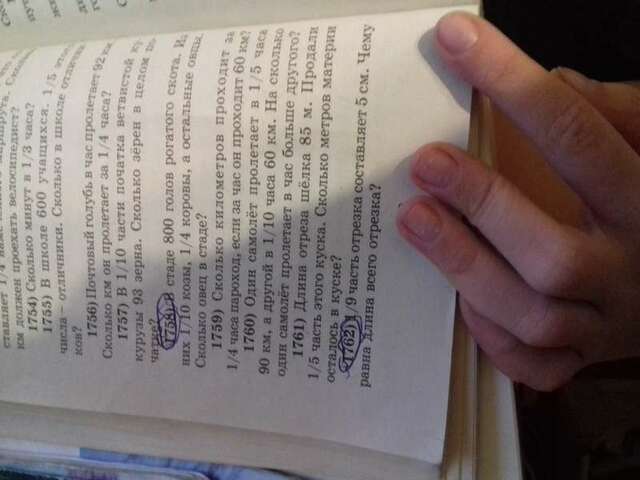 ставляет 1/4
км должен проехать велосипедист?
1754) Сколько минут в 1/3 часа?
1755) В школе 600 учащихся. 1/5 этого
числа – отличники. Сколько в школе отлични
ков?
1756) Почтовый голубь в час пролетает 92 км.
Сколько км он пролетает за 1/4 часа?
1757) В 1/10 части початка ветвистой ку-
курузы 93 зерна. Сколько зерен в целом по-
чатке?
1758) В стаде 800 голов рогатого скота. Из
них 1/10 козы, 1/4 коровы, а остальные овцы.
Сколько овец в стаде?
1759) Сколько километров проходит за
1/4 часа пароход, если за час он проходит 60 км?
1760) Один самолёт пролетает в 1/5 часа
90 км, а другой в 1/10 часа 60 км. На сколько
один самолёт пролетает в час больше другого?
1761) Длина отреза шёлка 85 м. Продали
1/5 часть этого куска. Сколько метров материи
осталось в куске?
1762) 1/9 часть отрезка составляет 5 см. Чему
равна длина всего отрезка?